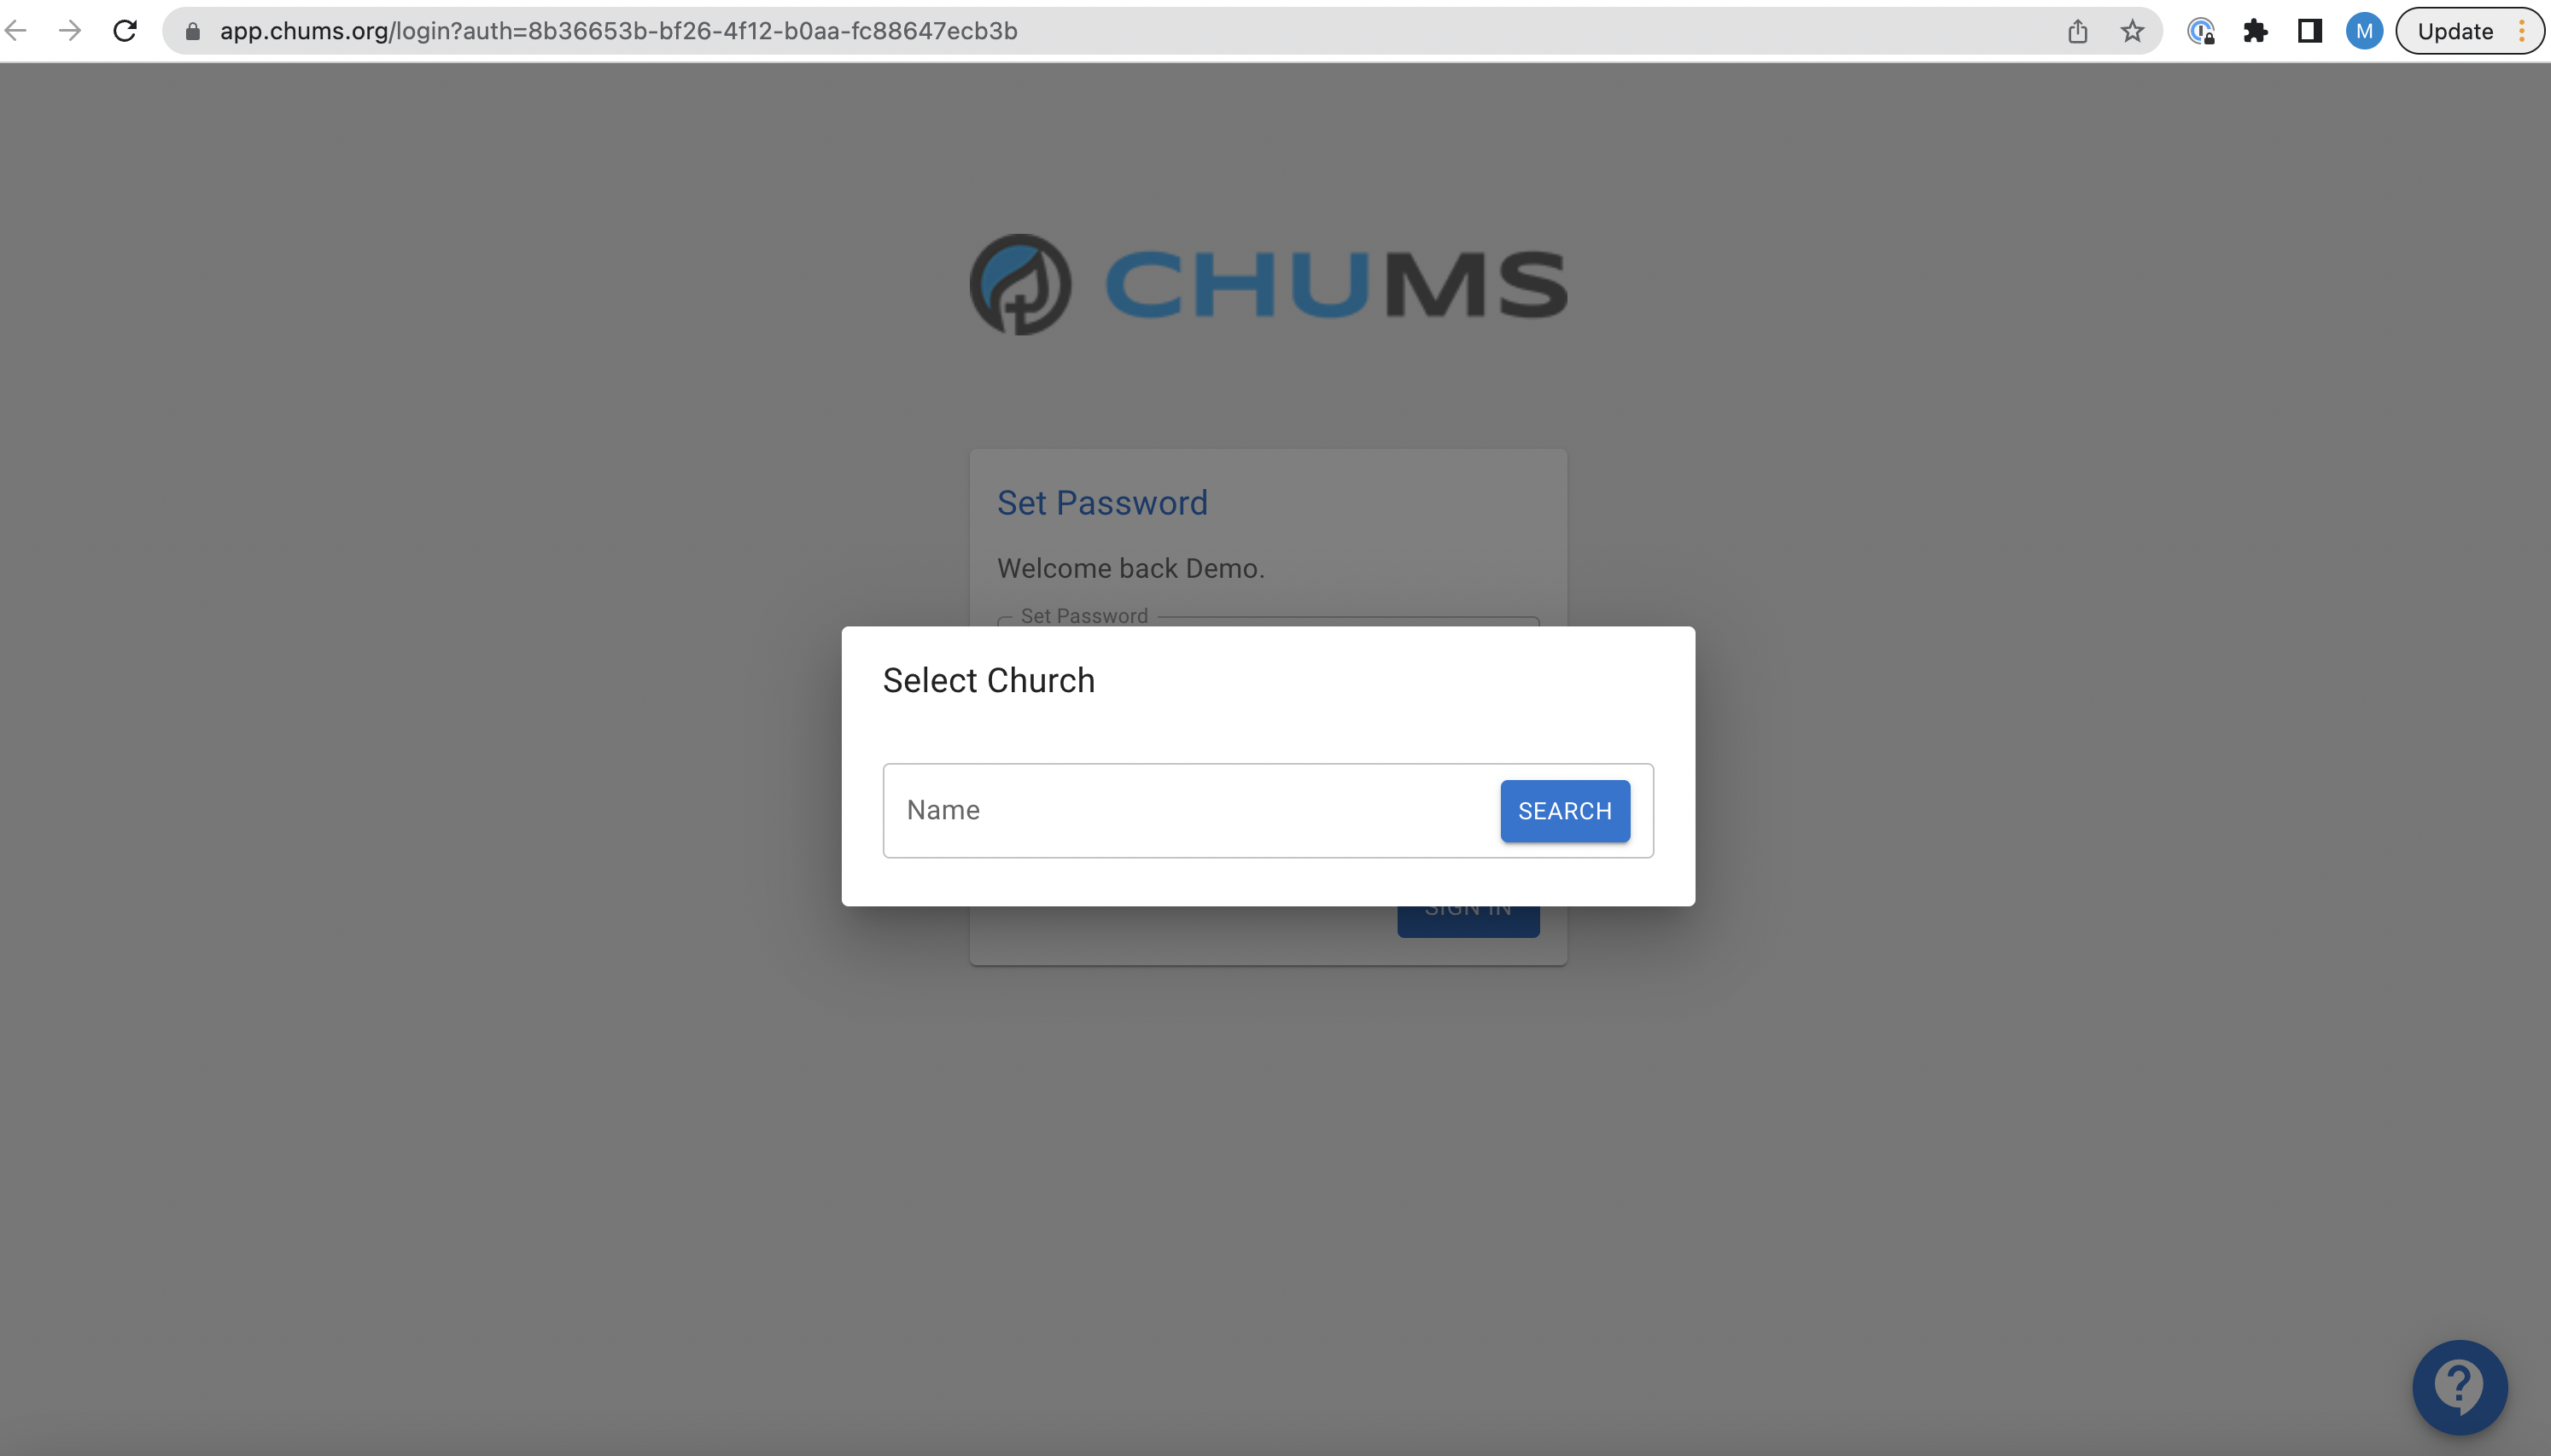 app.chums.org/login?auth=8b36653b-bf26-4f12-b0aa-fc88647ecb3b
M
Update
CHUMS
Set Password
Welcome back Demo.
Set Password
Select Church
Name
SEARCH
SIGN IN